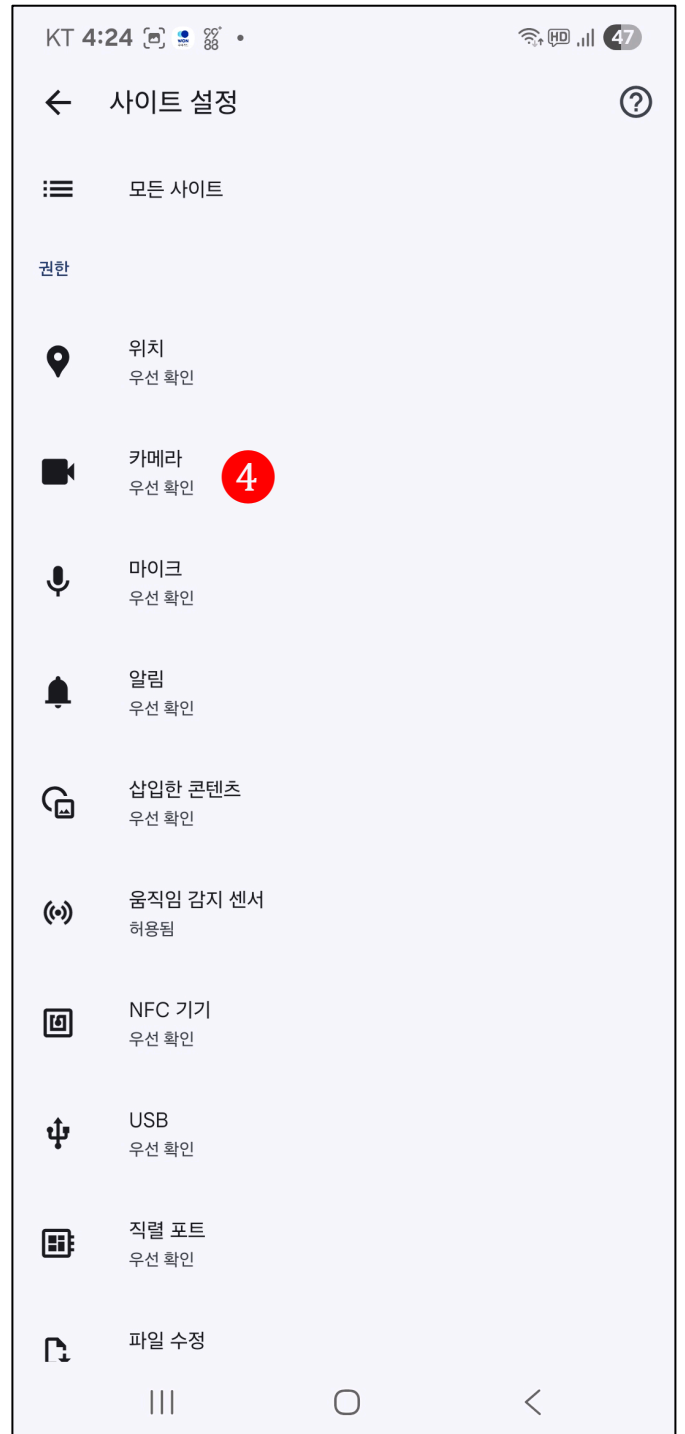 KT 4:24 HD 47
사이트 설정
모든 사이트
권한
위치
우선 확인
카메라
우선 확인
4
마이크
우선 확인
알림
우선 확인
삽입한 콘텐츠
우선 확인
움직임 감지 센서
허용됨
NFC 기기
우선 확인
USB
우선 확인
직렬 포트
우선 확인
파일 수정